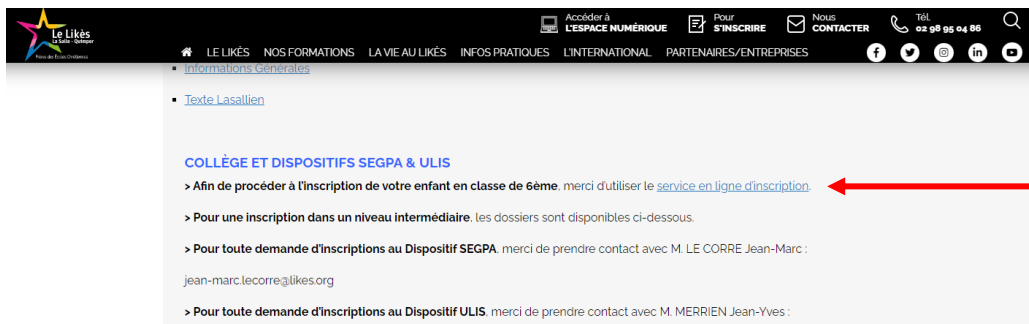 Le Likès
La Salle - Quimper
Frères des Écoles Chrétiennes
Accéder à
L'ESPACE NUMÉRIQUE
Pour
S'INSCRIRE
Nous
CONTACTER
Tél.
02 98 95 04 86
LE LIKÈS NOS FORMATIONS LA VIE AU LIKÈS INFOS PRATIQUES L'INTERNATIONAL PARTENAIRES/ENTREPRISES
Informations Générales
Texte Lasallien
COLLÈGE ET DISPOSITIFS SEGPA & ULIS
> Afin de procéder à l'inscription de votre enfant en classe de 6ème, merci d'utiliser le service en ligne d'inscription.
> Pour une inscription dans un niveau intermédiaire, les dossiers sont disponibles ci-dessous.
> Pour toute demande d'inscriptions au Dispositif SEGPA, merci de prendre contact avec M. LE CORRE Jean-Marc :
jean-marc.lecorre@likes.org
> Pour toute demande d'inscriptions au Dispositif ULIS, merci de prendre contact avec M. MERRIEN Jean-Yves :